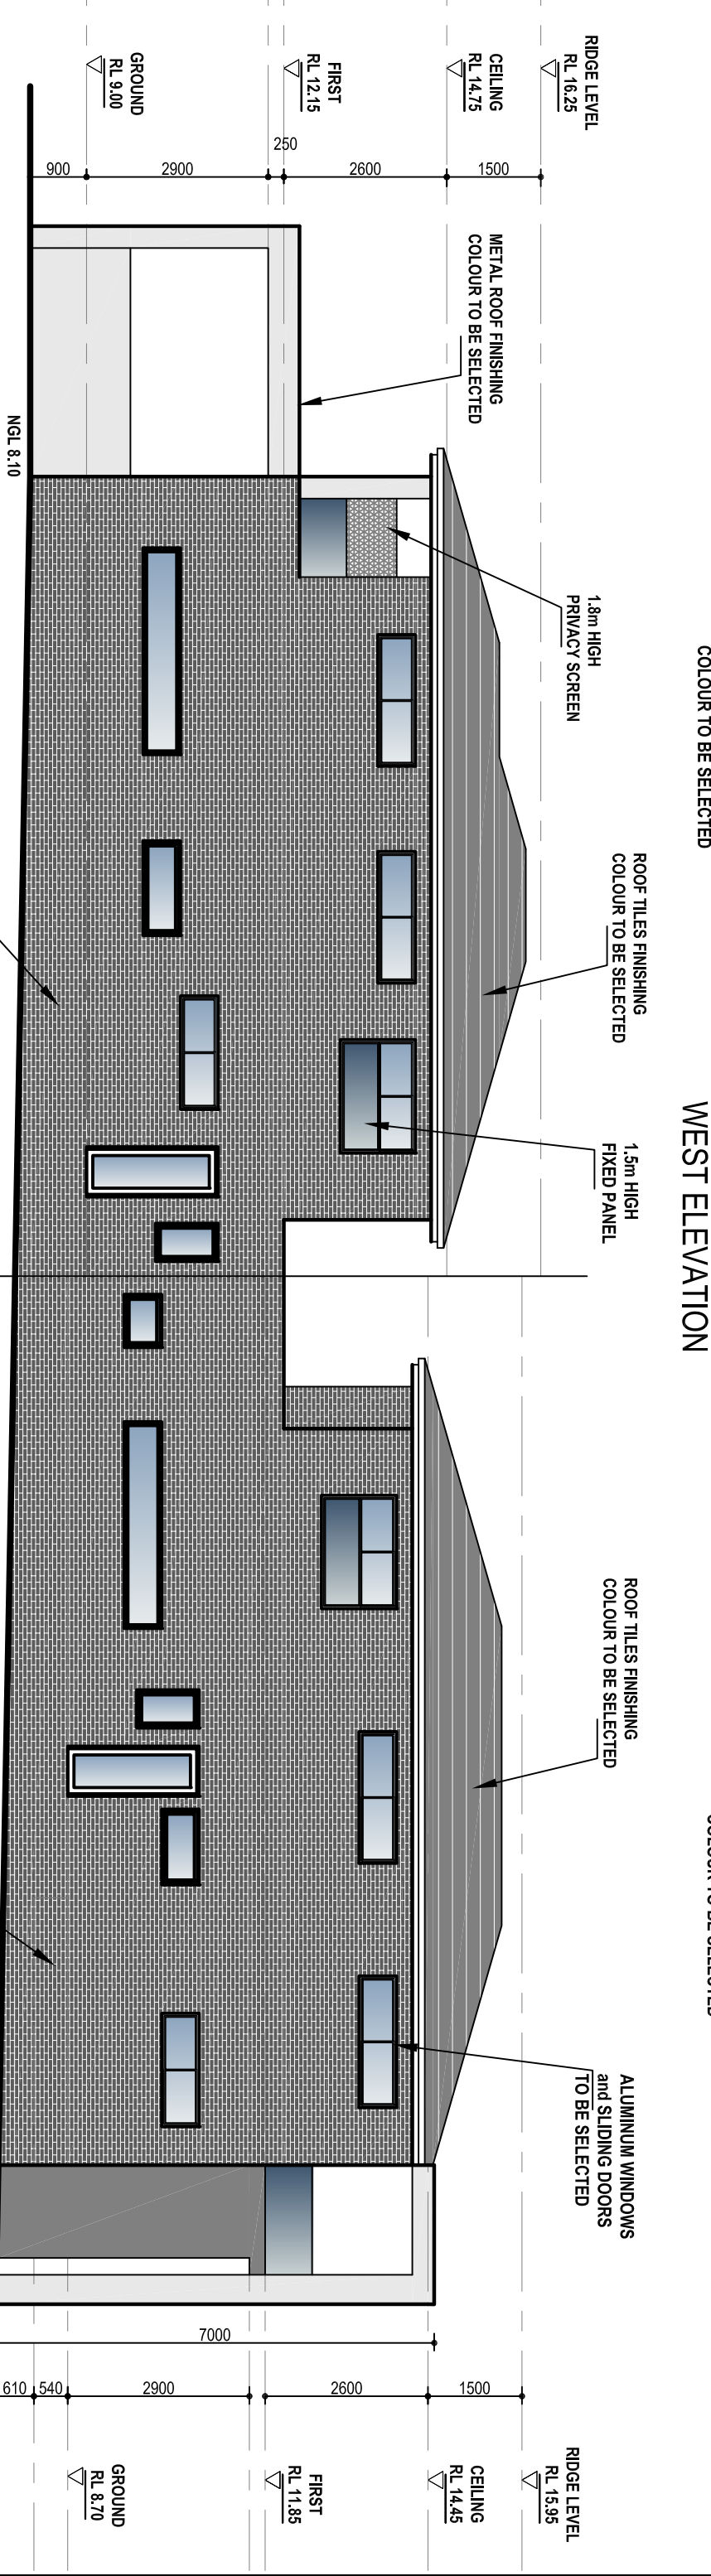 WEST ELEVATION
COLOUR TO BE SELECTED
RIDGE LEVEL
RL 16.25
CEILING
RL 14.75
FIRST
RL 12.15
GROUND
RL 9.00
1500
2600
250
2900
900
METAL ROOF FINISHING
COLOUR TO BE SELECTED
NGL 8.10
1.8m HIGH
PRIVACY SCREEN
ROOF TILES FINISHING
COLOUR TO BE SELECTED
1.5m HIGH
FIXED PANEL
ROOF TILES FINISHING
COLOUR TO BE SELECTED
ALUMINUM WINDOWS
and SLIDING DOORS
TO BE SELECTED
7000
1500
2600
2900
540
610
RIDGE LEVEL
RL 15.95
CEILING
RL 14.45
FIRST
RL 11.85
GROUND
RL 8.70